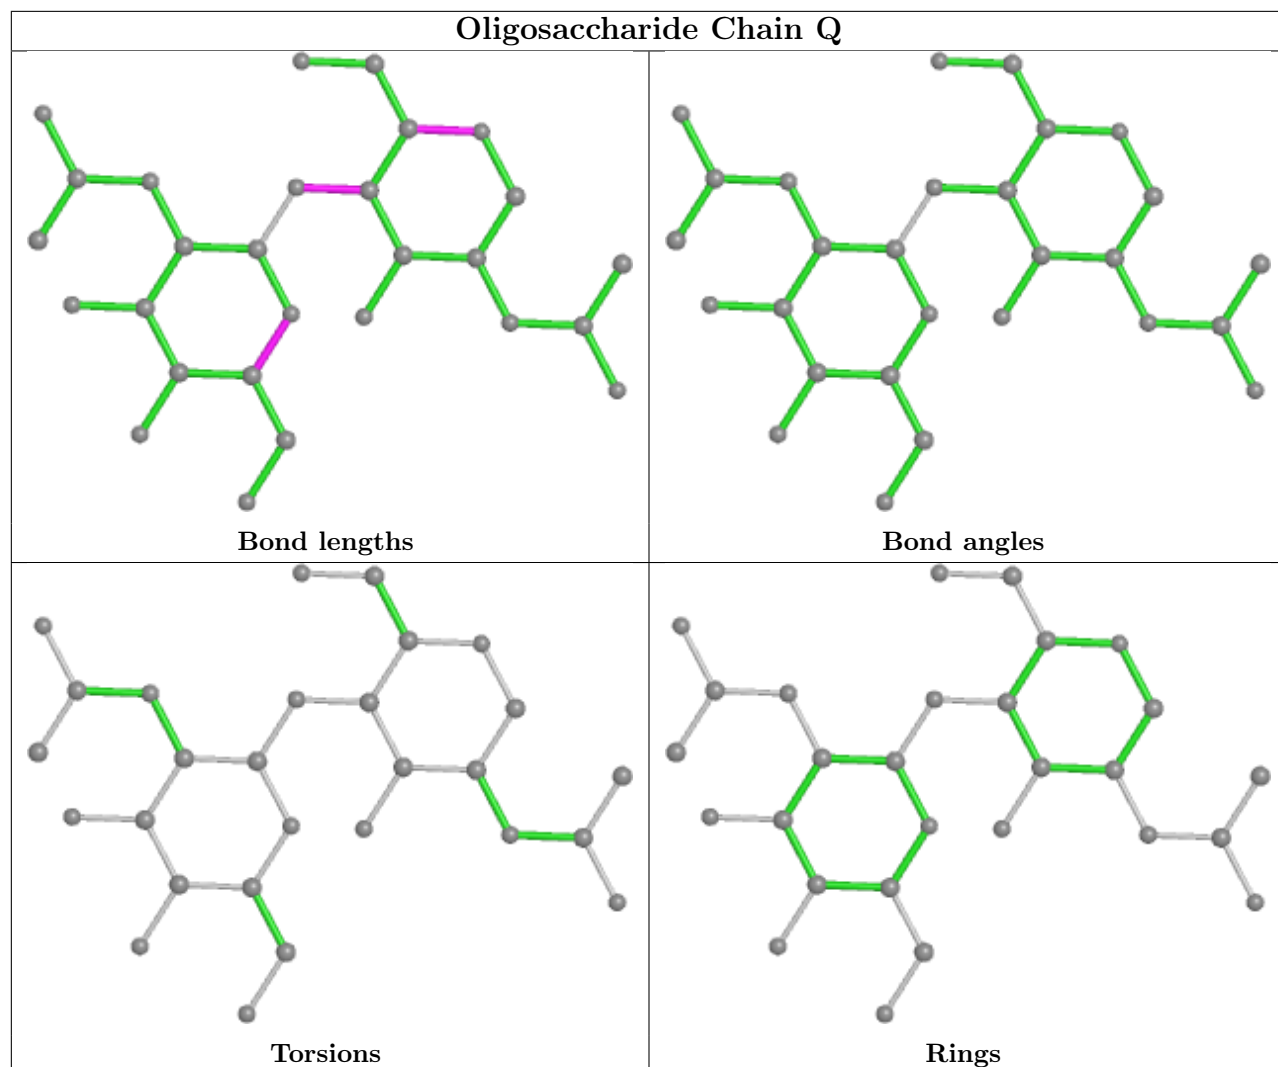 Oligosaccharide Chain Q
Bond lengths
Bond angles
Torsions
Rings